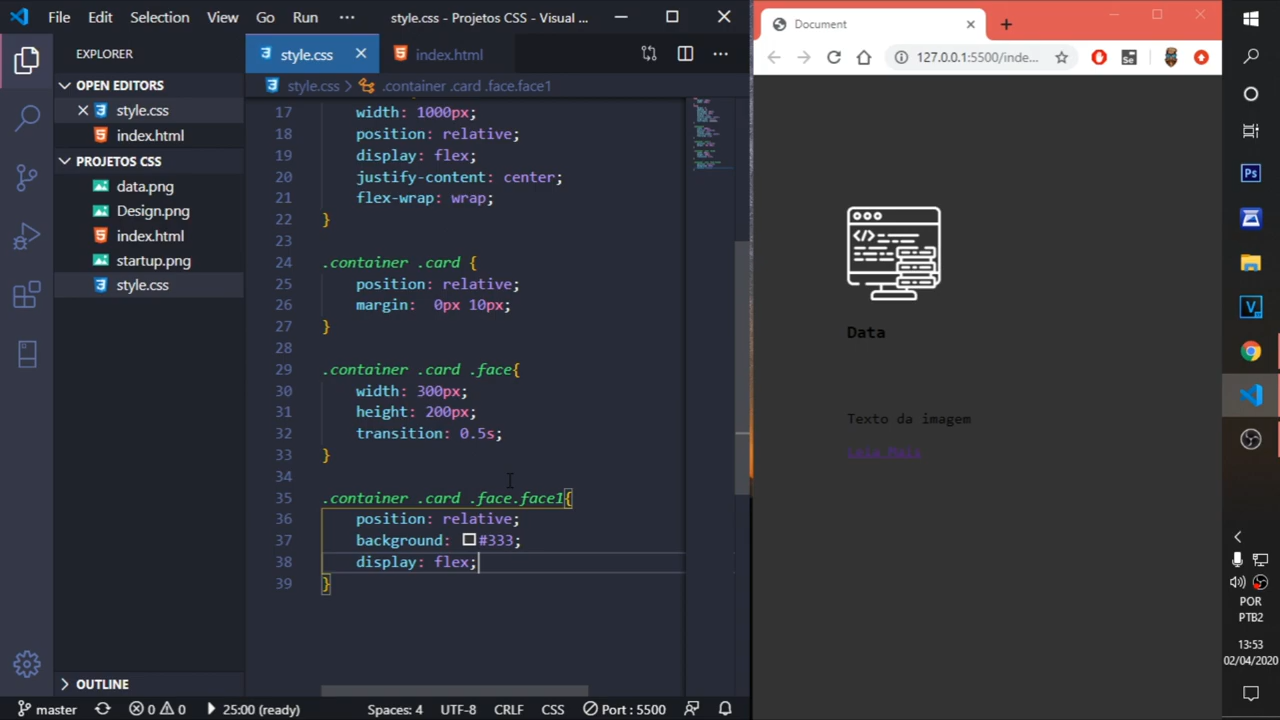 File Edit Selection View Go Run ··· style.css - Projetos CSS - Visual ...
EXPLORER
OPEN EDITORS
style.css
index.html
PROJETOS CSS
data.png
Design.png
index.html
startup.png
style.css
OUTLINE
style.css
index.html
style.css > .container .card .face.face1
17 width: 1000px;
18 position: relative;
19 display: flex;
20 justify-content: center;
21 flex-wrap: wrap;
22 }
23
24 .container .card {
25 position: relative;
26 margin:  0px 10px;
27 }
28
29 .container .card .face{
30 width: 300px;
31 height: 200px;
32 transition: 0.5s;
33 }
34
35 .container .card .face.face1{
36 position: relative;
37 background: #333;
38 display: flex;
39 }
master 0 0 25:00 (ready) Spaces: 4 UTF-8 CRLF CSS Port : 5500
Document
127.0.0.1:5500/inde...
Se
</>
Data
Texto da imagem
Leia Mais
Ps
V
POR
PTB2
13:53
02/04/2020